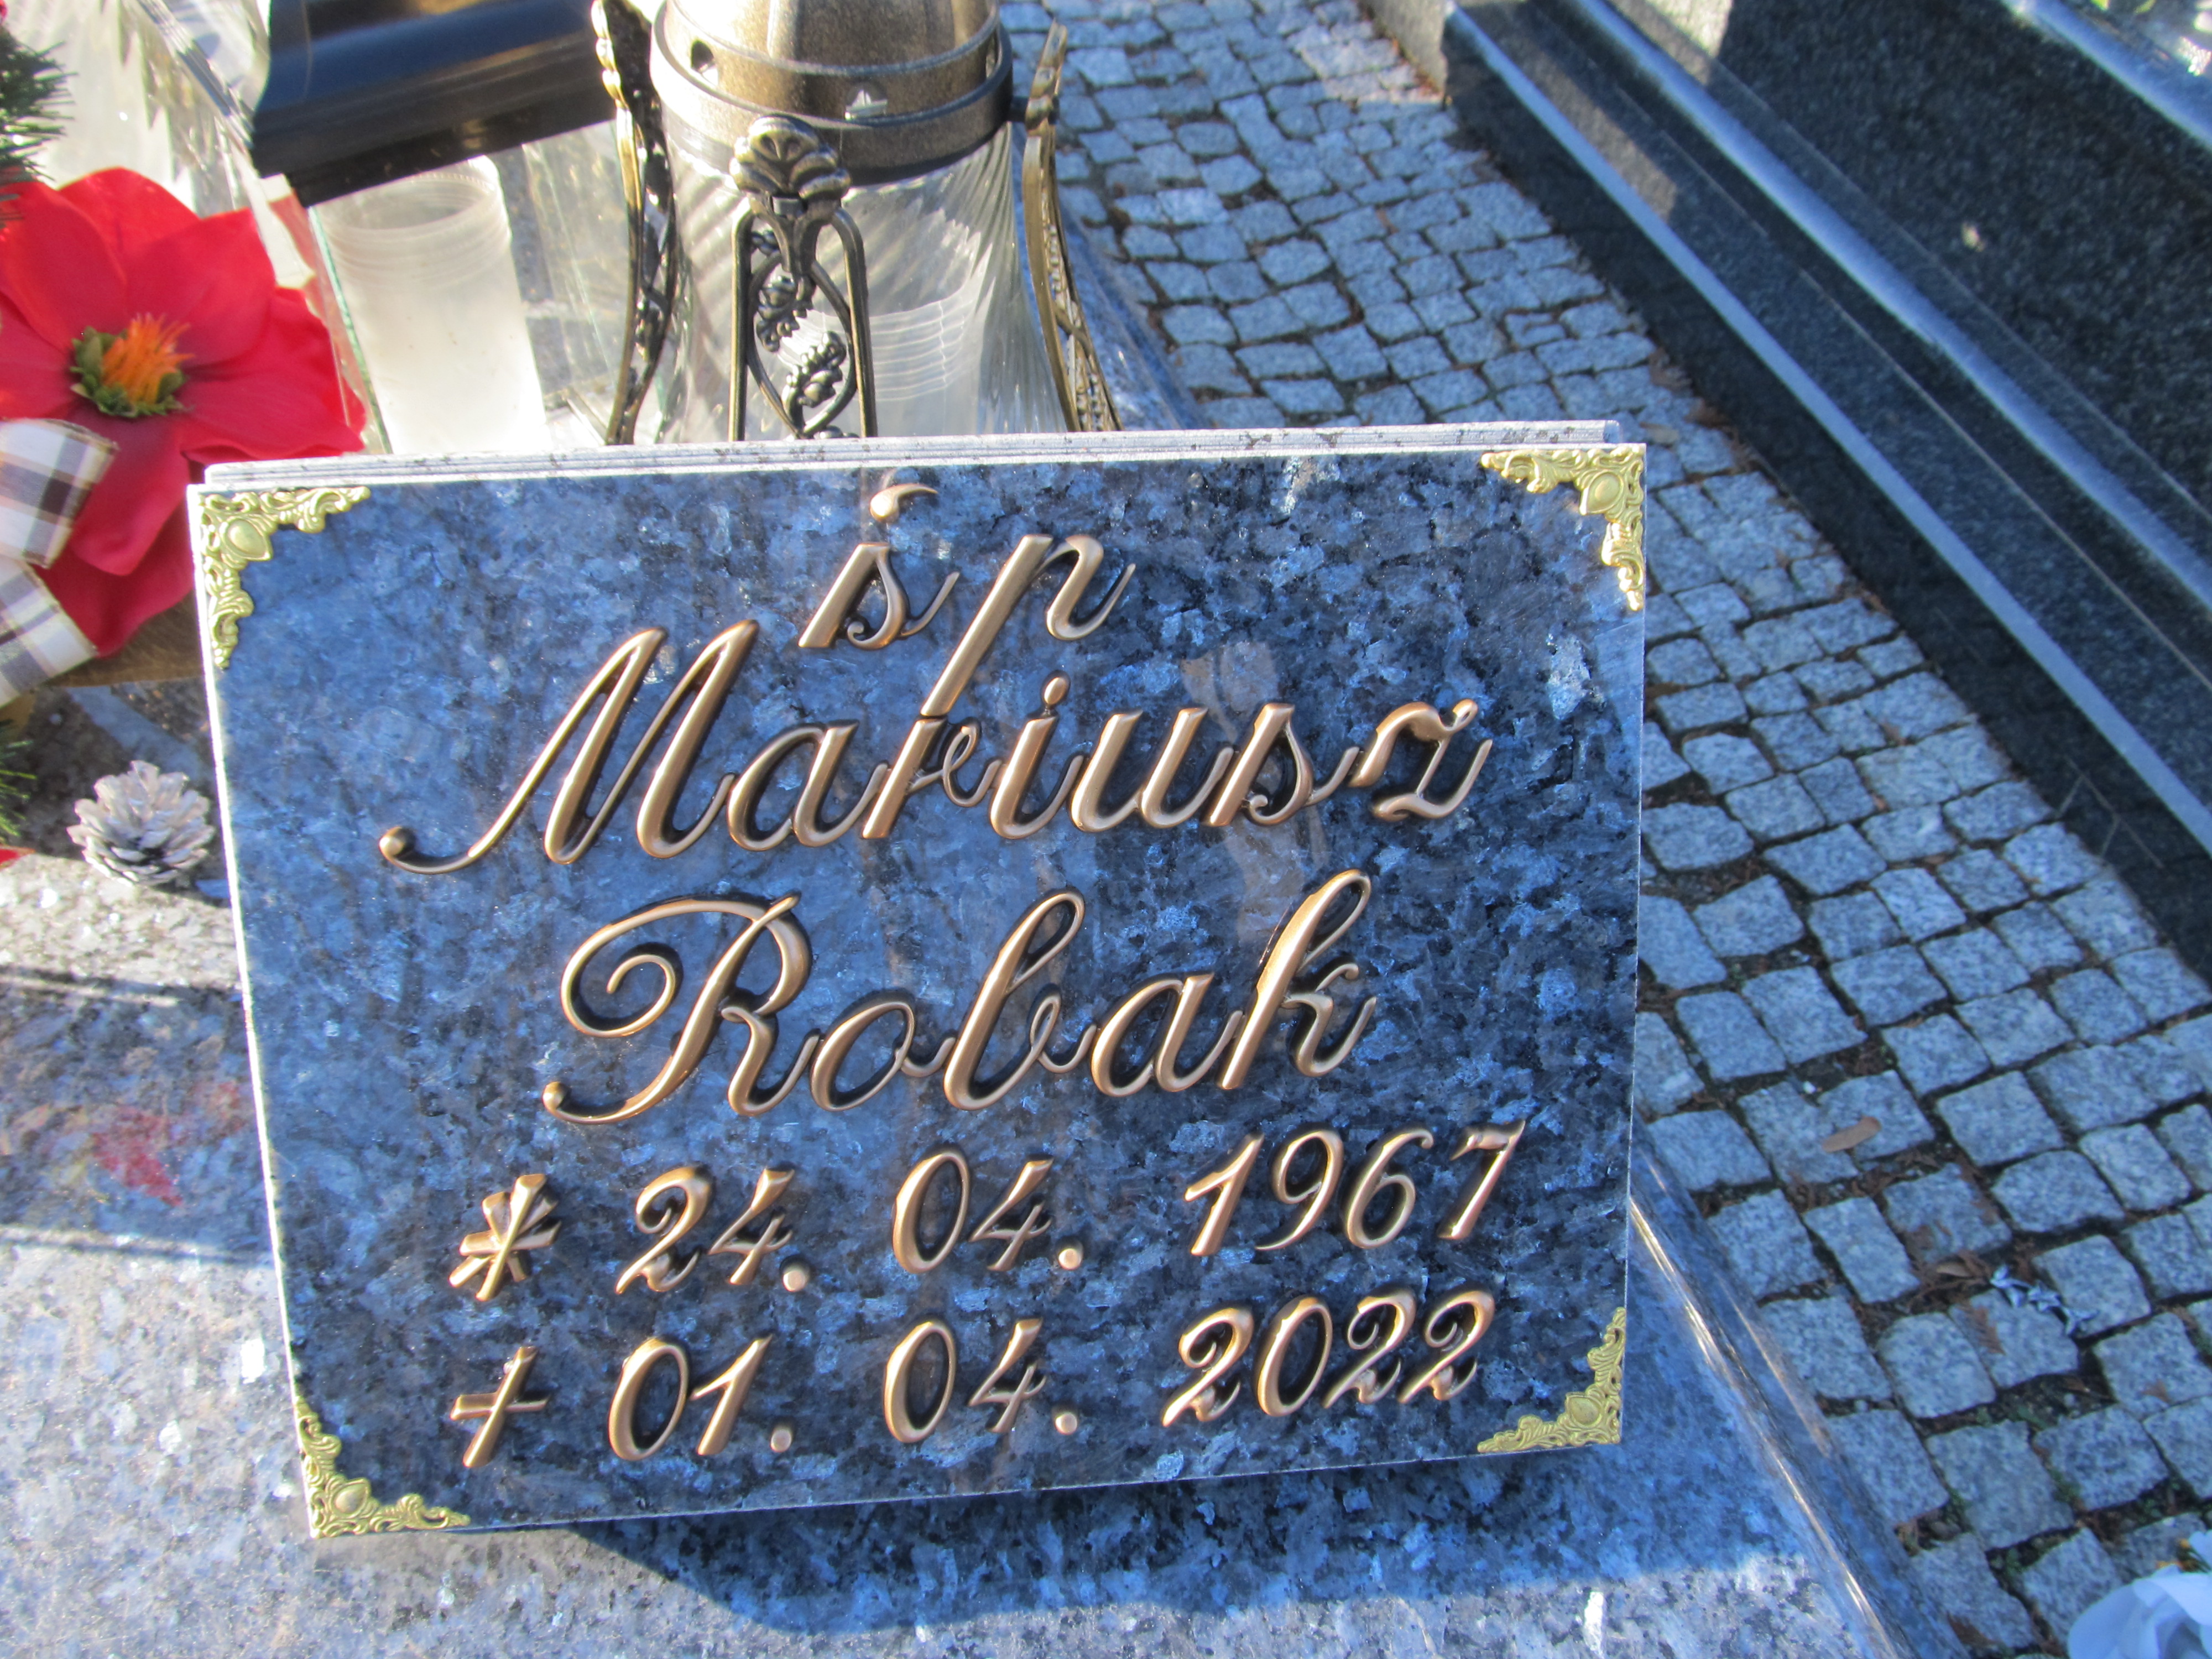 śp
Mariusz
Robak
* 24. 04. 1967
+ 01. 04. 2022